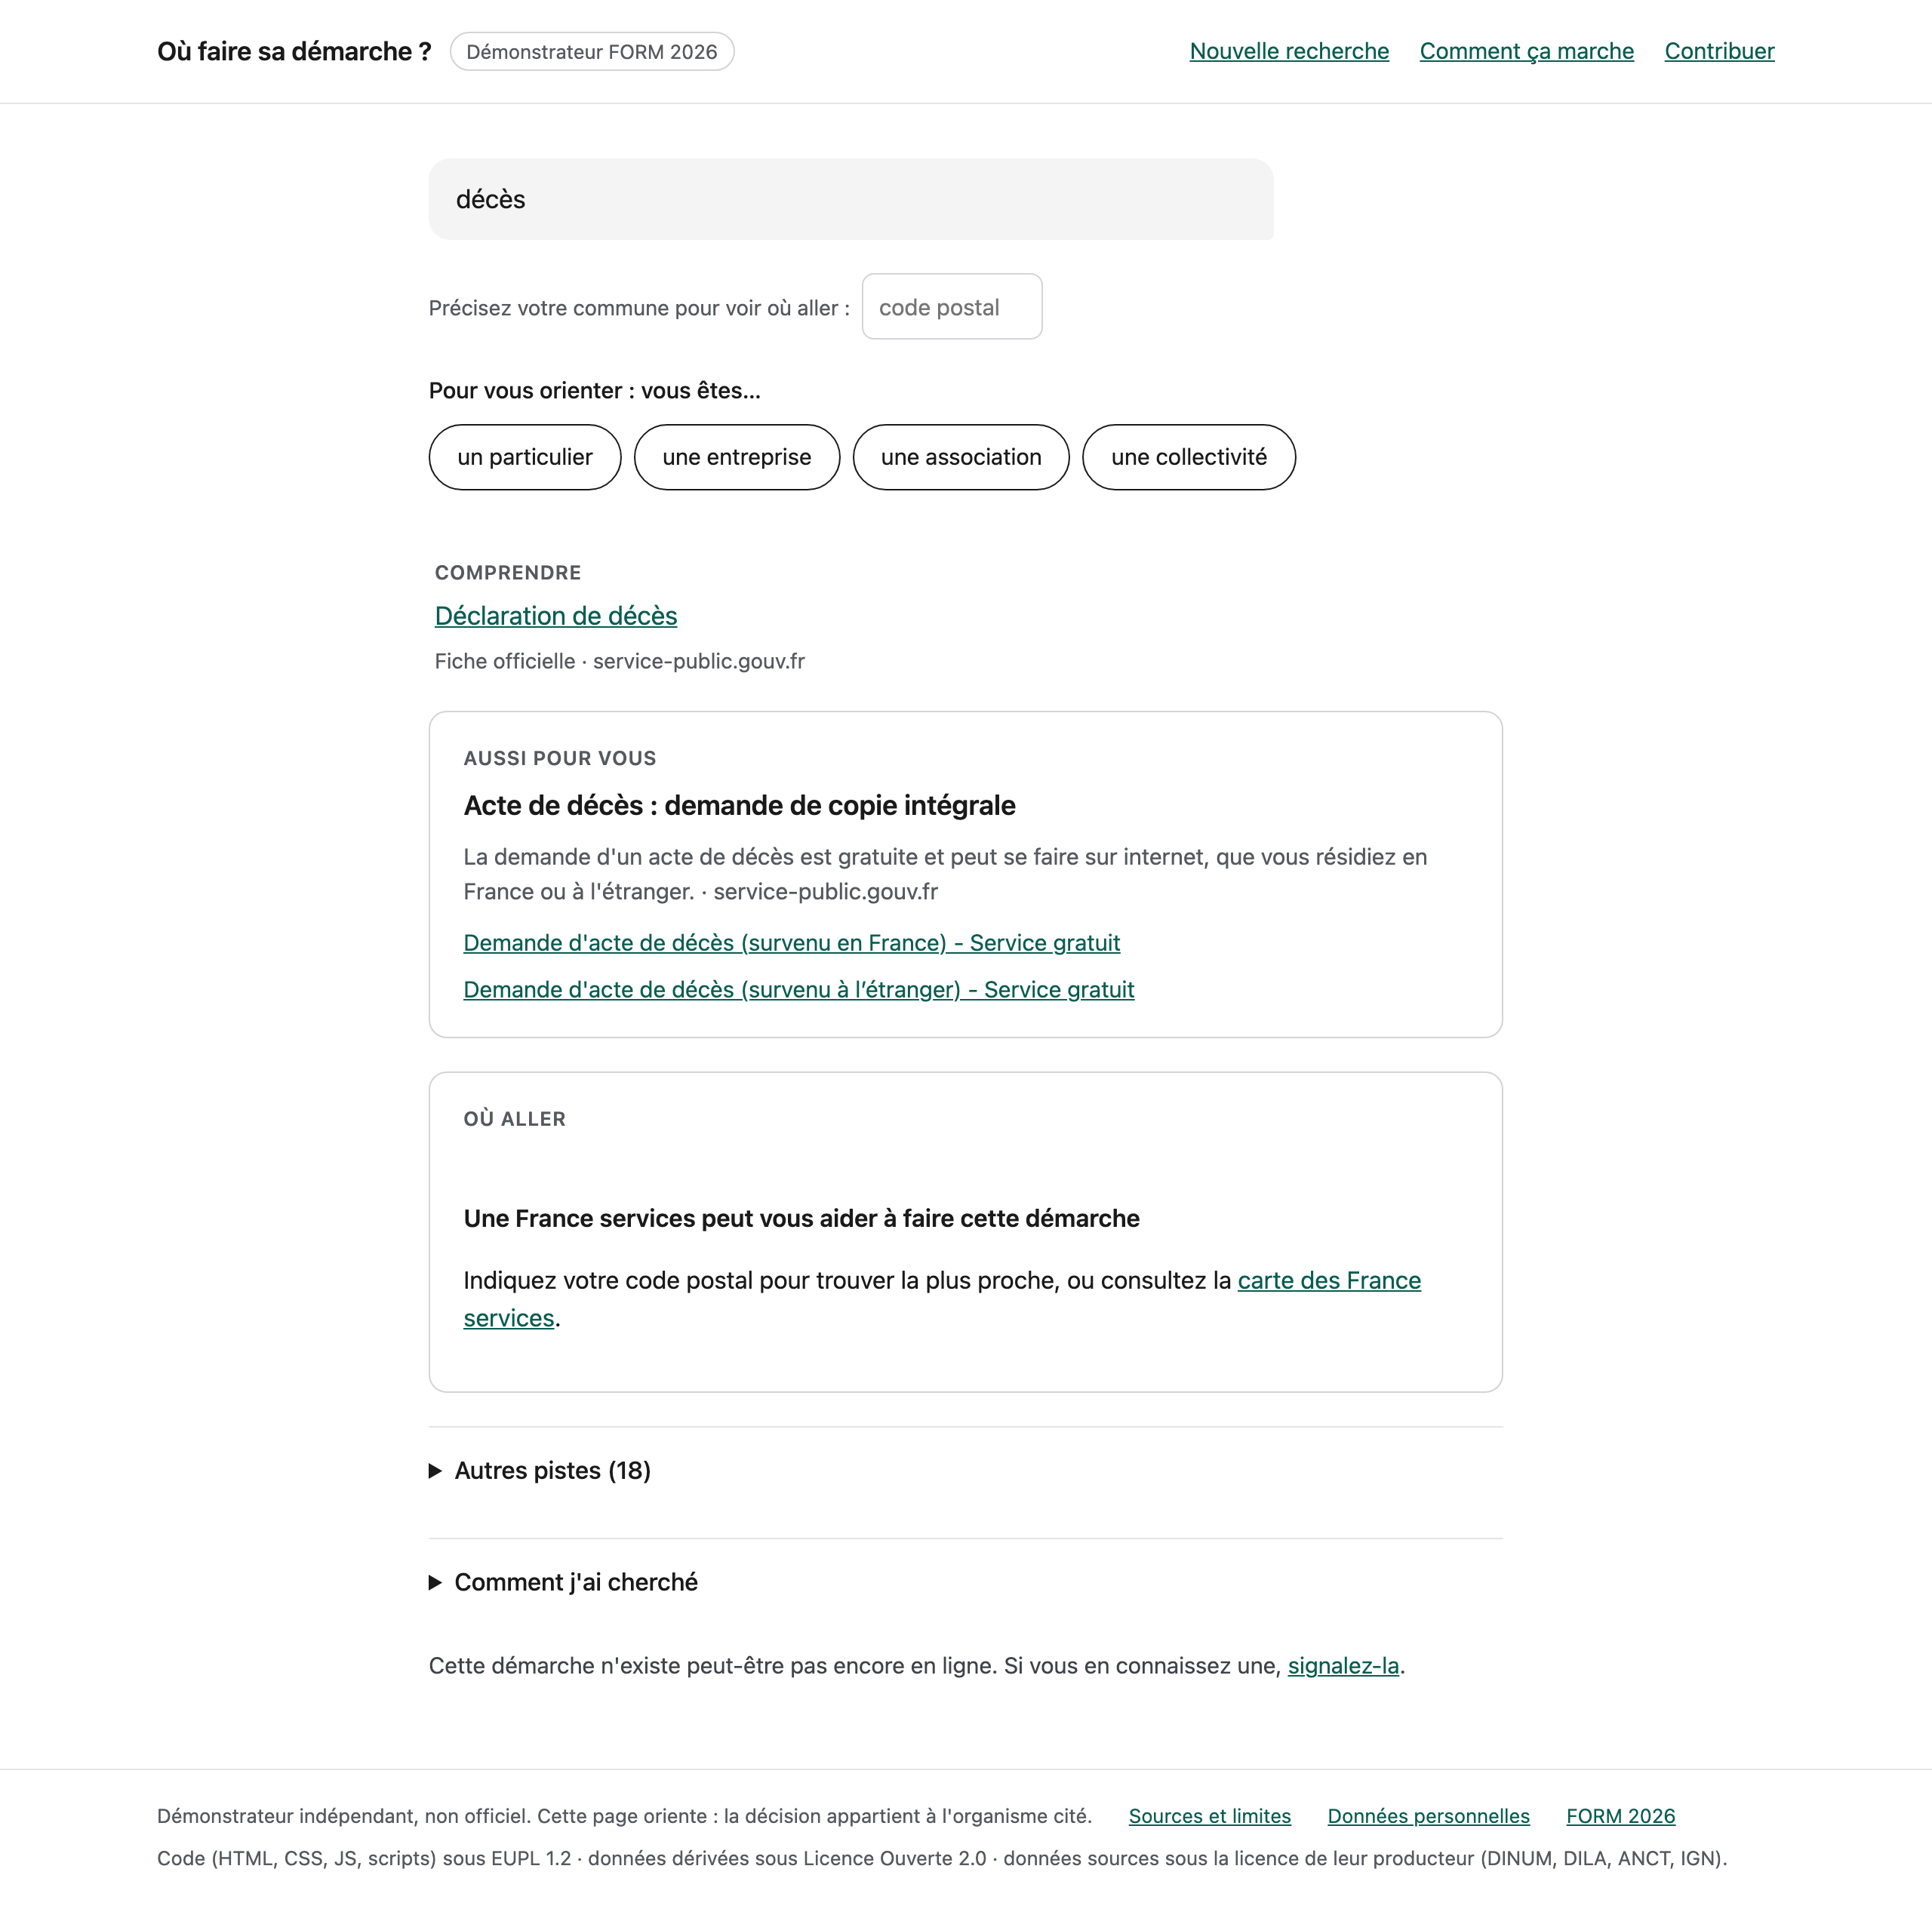 Où faire sa démarche ? Démonstrateur FORM 2026 Nouvelle recherche Comment ça marche Contribuer
décès
Précisez votre commune pour voir où aller : code postal
Pour vous orienter : vous êtes...
un particulier une entreprise une association une collectivité
COMPRENDRE
Déclaration de décès
Fiche officielle · service-public.gouv.fr
AUSSI POUR VOUS
Acte de décès : demande de copie intégrale
La demande d'un acte de décès est gratuite et peut se faire sur internet, que vous résidiez en
France ou à l'étranger. · service-public.gouv.fr
Demande d'acte de décès (survenu en France) - Service gratuit
Demande d'acte de décès (survenu à l’étranger) - Service gratuit
OÙ ALLER
Une France services peut vous aider à faire cette démarche
Indiquez votre code postal pour trouver la plus proche, ou consultez la carte des France
services.
Autres pistes (18)
Comment j'ai cherché
Cette démarche n'existe peut-être pas encore en ligne. Si vous en connaissez une, signalez-la.
Démonstrateur indépendant, non officiel. Cette page oriente : la décision appartient à l'organisme cité. Sources et limites Données personnelles FORM 2026
Code (HTML, CSS, JS, scripts) sous EUPL 1.2 · données dérivées sous Licence Ouverte 2.0 · données sources sous la licence de leur producteur (DINUM, DILA, ANCT, IGN).